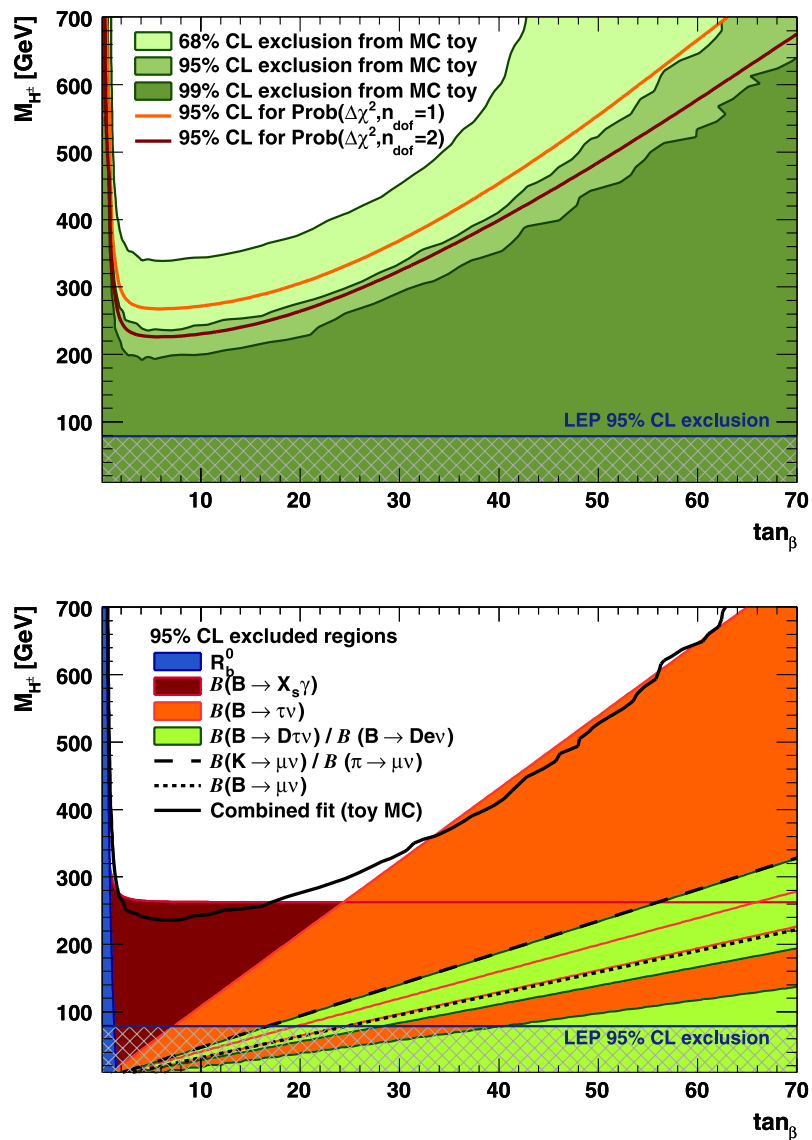 M_H± [GeV]
700
600
500
400
300
200
100
68% CL exclusion from MC toy
95% CL exclusion from MC toy
99% CL exclusion from MC toy
95% CL for Prob(Δχ²,n_dof=1)
95% CL for Prob(Δχ²,n_dof=2)
LEP 95% CL exclusion
10 20 30 40 50 60 70
tan_β
M_H± [GeV]
700
600
500
400
300
200
100
95% CL excluded regions
R_b^0
B(B → X_sγ)
B(B → τν)
B(B → Dτν) / B (B → Deν)
B(K → μν) / B (π → μν)
B(B → μν)
Combined fit (toy MC)
LEP 95% CL exclusion
10 20 30 40 50 60 70
tan_β